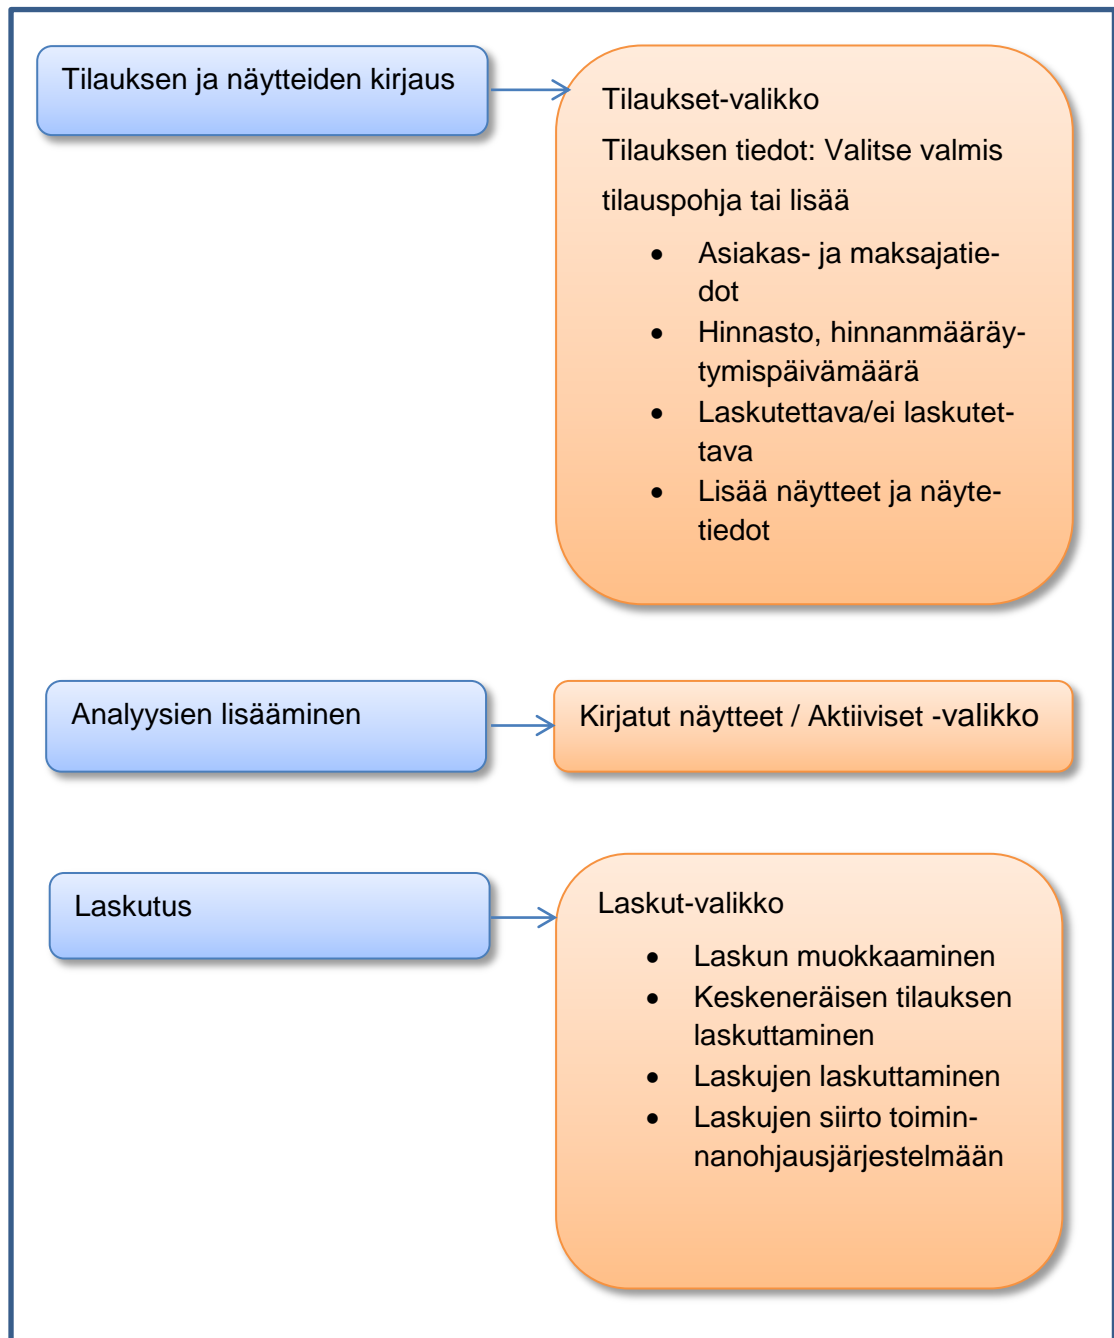 Tilauksen ja näytteiden kirjaus
Tilaukset-valikko
Tilauksen tiedot: Valitse valmis
tilauspohja tai lisää
• Asiakas- ja maksajatie-
dot
• Hinnasto, hinnanmääräy-
tymispäivämäärä
• Laskutettava/ei laskutet-
tava
• Lisää näytteet ja näyte-
tiedot
Analyysien lisääminen
Kirjatut näytteet / Aktiiviset -valikko
Laskutus
Laskut-valikko
• Laskun muokkaaminen
• Keskeneräisen tilauksen
laskuttaminen
• Laskujen laskuttaminen
• Laskujen siirto toimin-
nanohjausjärjestelmään